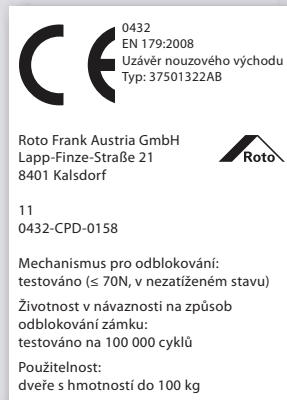 CE
0432
EN 179:2008
Uzávěr nouzového východu
Typ: 37501322AB
Roto Frank Austria GmbH
Lapp-Finze-Straße 21
8401 Kalsdorf
Roto
11
0432-CPD-0158
Mechanismus pro odblokování:
testováno (≤ 70N, v nezatíženém stavu)
Životnost v návaznosti na způsob
odblokování zámku:
testováno na 100 000 cyklů
Použitelnost:
dveře s hmotností do 100 kg